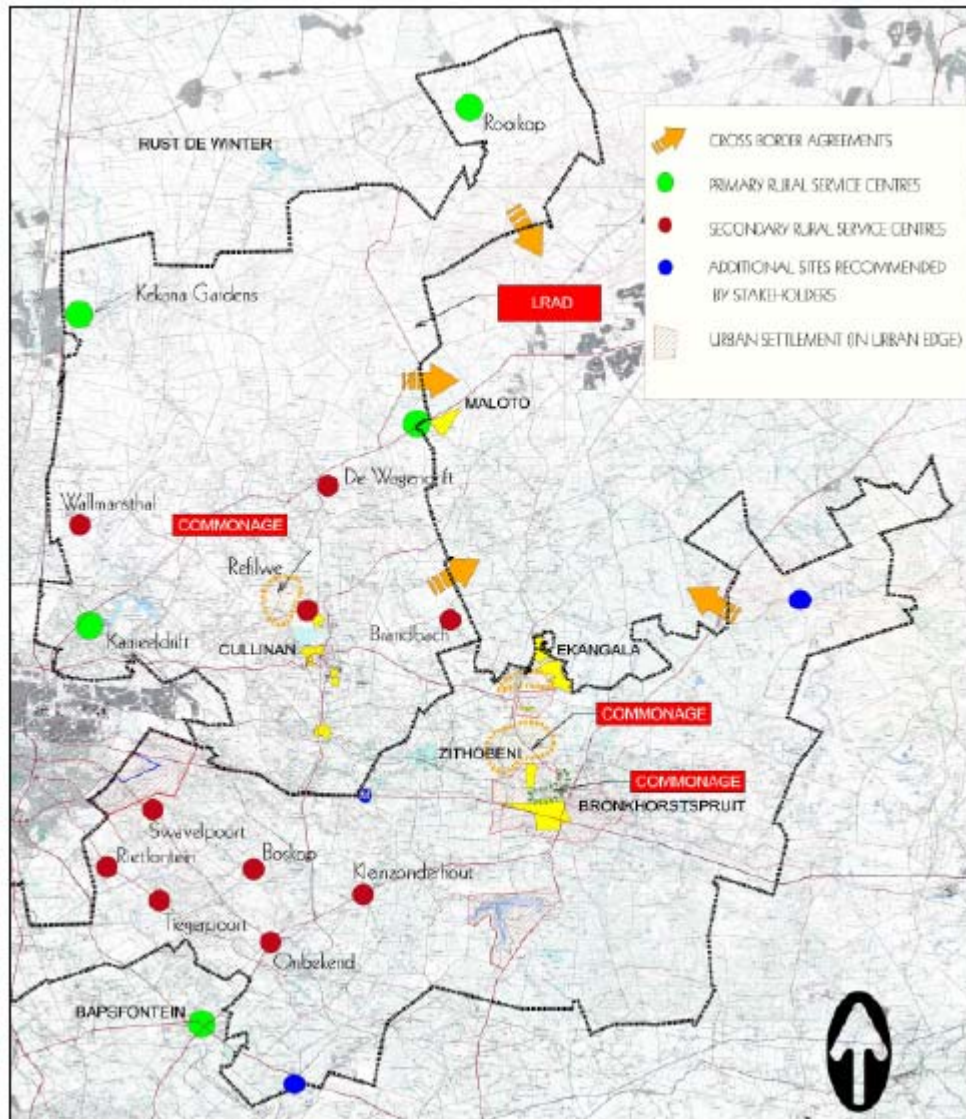 Rooikop
RUST DE WINTER
CROSS BORDER AGREEMENTS
PRIMARY RURAL SERVICE CENTRES
SECONDARY RURAL SERVICE CENTRES
ADDITIONAL SITES RECOMMENDED
BY STAKEHOLDERS
URBAN SETTLEMENT (IN URBAN EDGE)
Kekana Gardens
LRAD
MALOTO
De Wagendrift
Wallmansthal
COMMONAGE
Refilwe
Kameeldrift
CULLINAN
Brandbach
EKANGALA
COMMONAGE
ZITHOBENI
COMMONAGE
BRONKHORSTSPRUIT
Swavelpoort
Rietfontein
Boskop
Kleinzonderhout
Tiegerpoort
Onbekend
BAPSFONTEIN